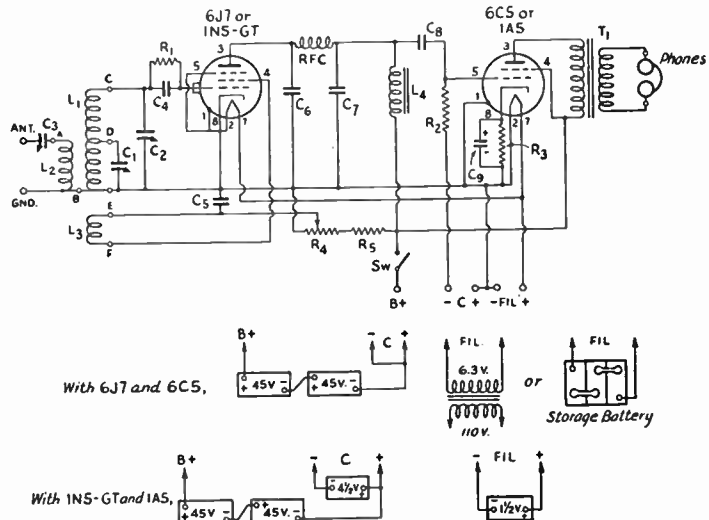 6J7 or
1N5-GT
6C5 or
1A5
3
RFC
C8
3
T1
Phones
R1
5
4
5
4
C
L1
C4
1 8 2 7
C6
C7
L4
R2
1
8
2 7
ANT.
C3
A
D
C2
R3
L2
C1
C9
+
-
GND.
B
C5
E
L3
F
R4
R5
Sw
B+
- C +
- FIL +
B+
- C +
FIL.
FIL
With 6J7 and 6C5,
+ 45V -
+ 45V. -
6.3 V.
or
110 V.
Storage Battery
B+
- C +
- FIL +
With 1N5-GT and 1A5,
+ 45V -
+ 45V. -
- 4½V +
- 1½V +